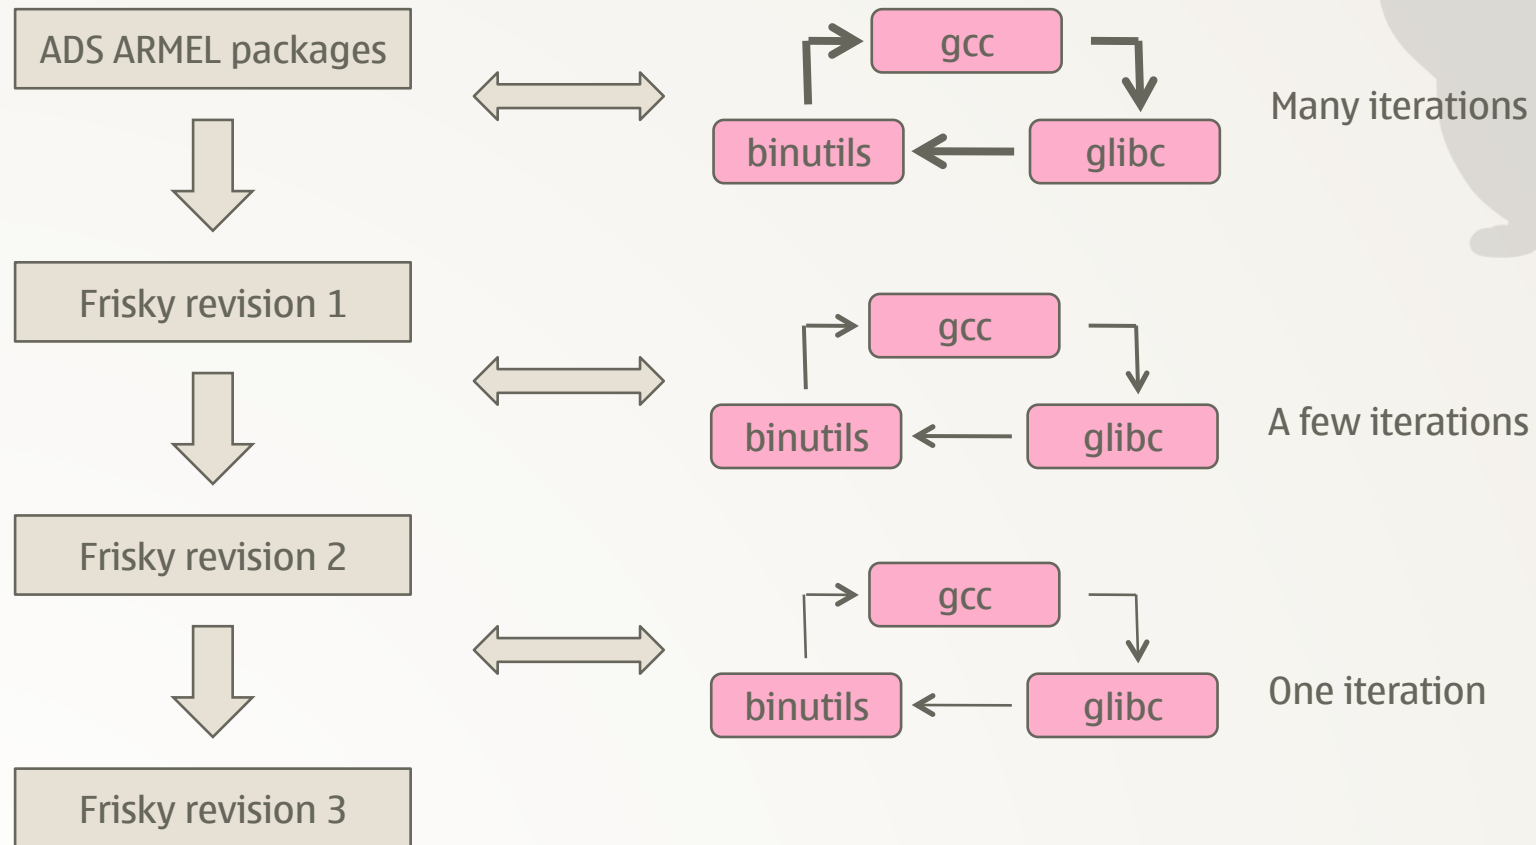 ADS ARMEL packages
gcc
Many iterations
binutils
glibc
Frisky revision 1
gcc
A few iterations
binutils
glibc
Frisky revision 2
gcc
binutils
glibc
One iteration
Frisky revision 3